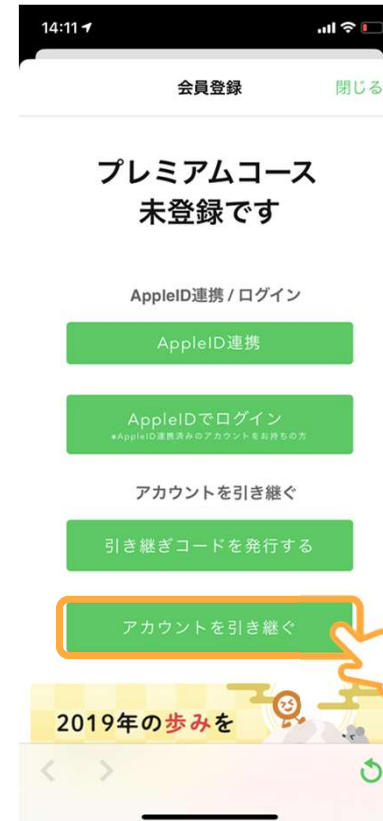 14:11
会員登録
閉じる
プレミアムコース
未登録です
AppleID連携 / ログイン
AppleID連携
AppleIDでログイン
※AppleID連携済みのアカウントをお持ちの方
アカウントを引き継ぐ
引き継ぎコードを発行する
アカウントを引き継ぐ
2019年の歩みを